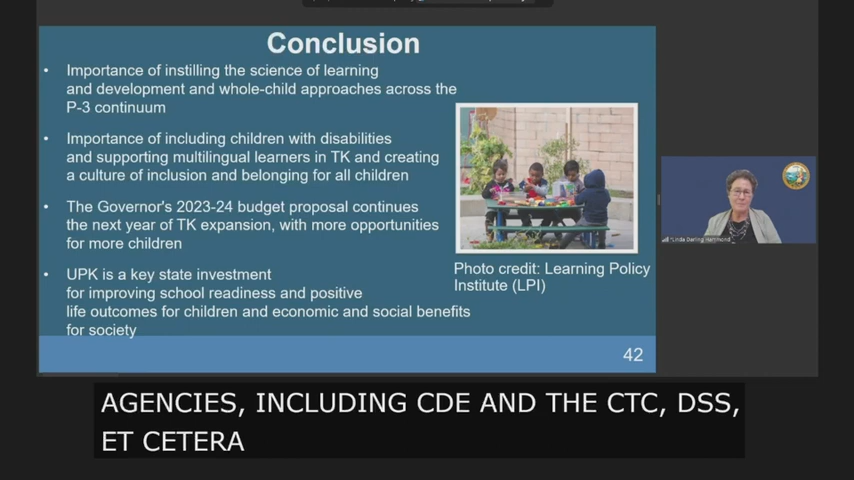 Conclusion
• Importance of instilling the science of learning
and development and whole-child approaches across the
P-3 continuum
• Importance of including children with disabilities
and supporting multilingual learners in TK and creating
a culture of inclusion and belonging for all children
• The Governor's 2023-24 budget proposal continues
the next year of TK expansion, with more opportunities
for more children
• UPK is a key state investment
for improving school readiness and positive
life outcomes for children and economic and social benefits
for society
Photo credit: Learning Policy
Institute (LPI)
42
*Linda Darling Hammond
AGENCIES, INCLUDING CDE AND THE CTC, DSS,
ET CETERA